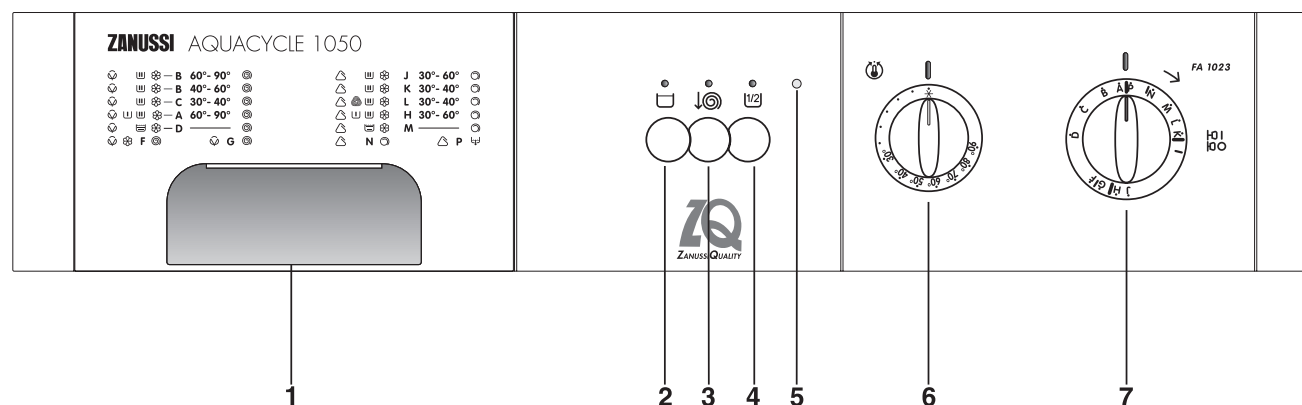 ZANUSSI AQUACYCLE 1050
B 60°- 90°
B 40°- 60°
C 30°- 40°
A 60°- 90°
D
F G
J 30°- 60°
K 30°- 40°
L 30°- 40°
H 30°- 60°
M
N P
1/2
ZQ
ZANUSSI QUALITY
30° 40° 50° 60° 70° 80° 90°
FA 1023
D C B A P N M L K I J H G F
1 2 3 4 5 6 7